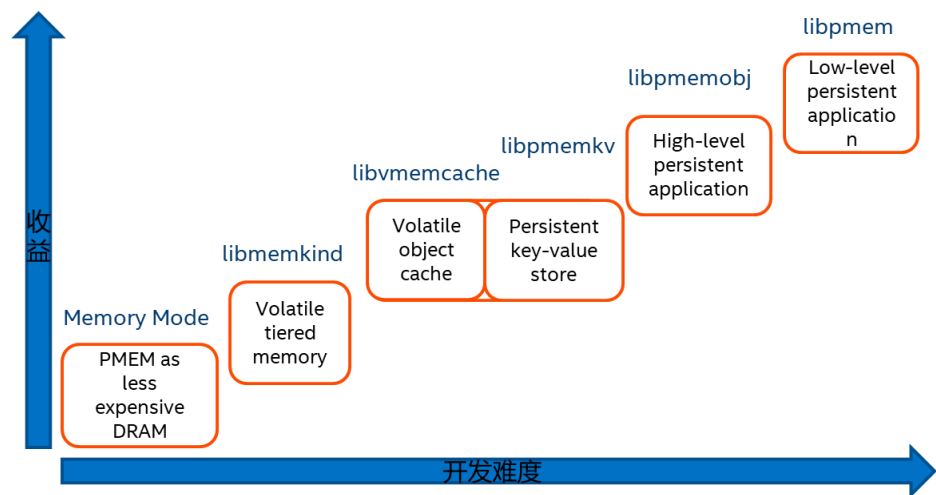 libpmem
Low-level
persistent
applicatio
n
libpmemobj
High-level
persistent
application
libpmemkv
Persistent
key-value
store
libvmemcache
Volatile
object
cache
libmemkind
Volatile
tiered
memory
Memory Mode
PMEM as
less
expensive
DRAM
收
益
开发难度